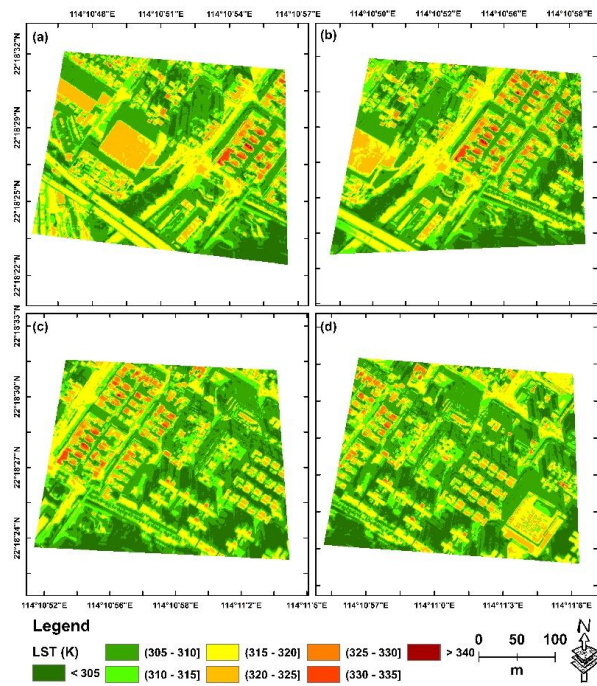 114°10'48"E 114°10'51"E 114°10'54"E 114°10'57"E
114°10'50"E 114°10'52"E 114°10'56"E 114°10'58"E
(a)
(b)
22°18'32"N
22°18'29"N
22°18'25"N
22°18'22"N
(c)
(d)
22°18'33"N
22°18'30"N
22°18'27"N
22°18'24"N
114°10'52"E 114°10'56"E 114°10'58"E 114°11'2"E 114°11'5"E
114°10'57"E 114°11'0"E 114°11'3"E 114°11'6"E
Legend
LST (K)
(305 - 310] (315 - 320] (325 - 330] > 340
< 305 (310 - 315] (320 - 325] (330 - 335]
0 50 100
m
N